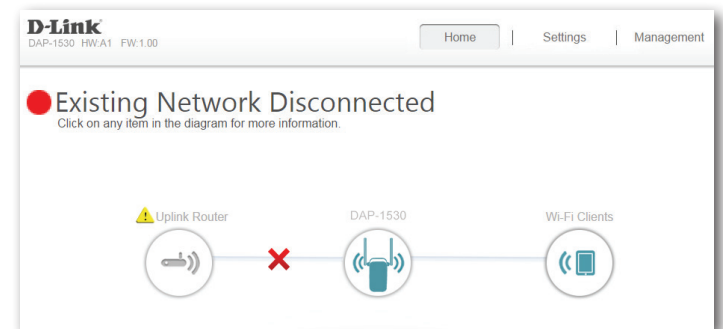 D-Link
DAP-1530 HW:A1 FW:1.00
Home | Settings | Management
Existing Network Disconnected
Click on any item in the diagram for more information.
Uplink Router
DAP-1530
Wi-Fi Clients